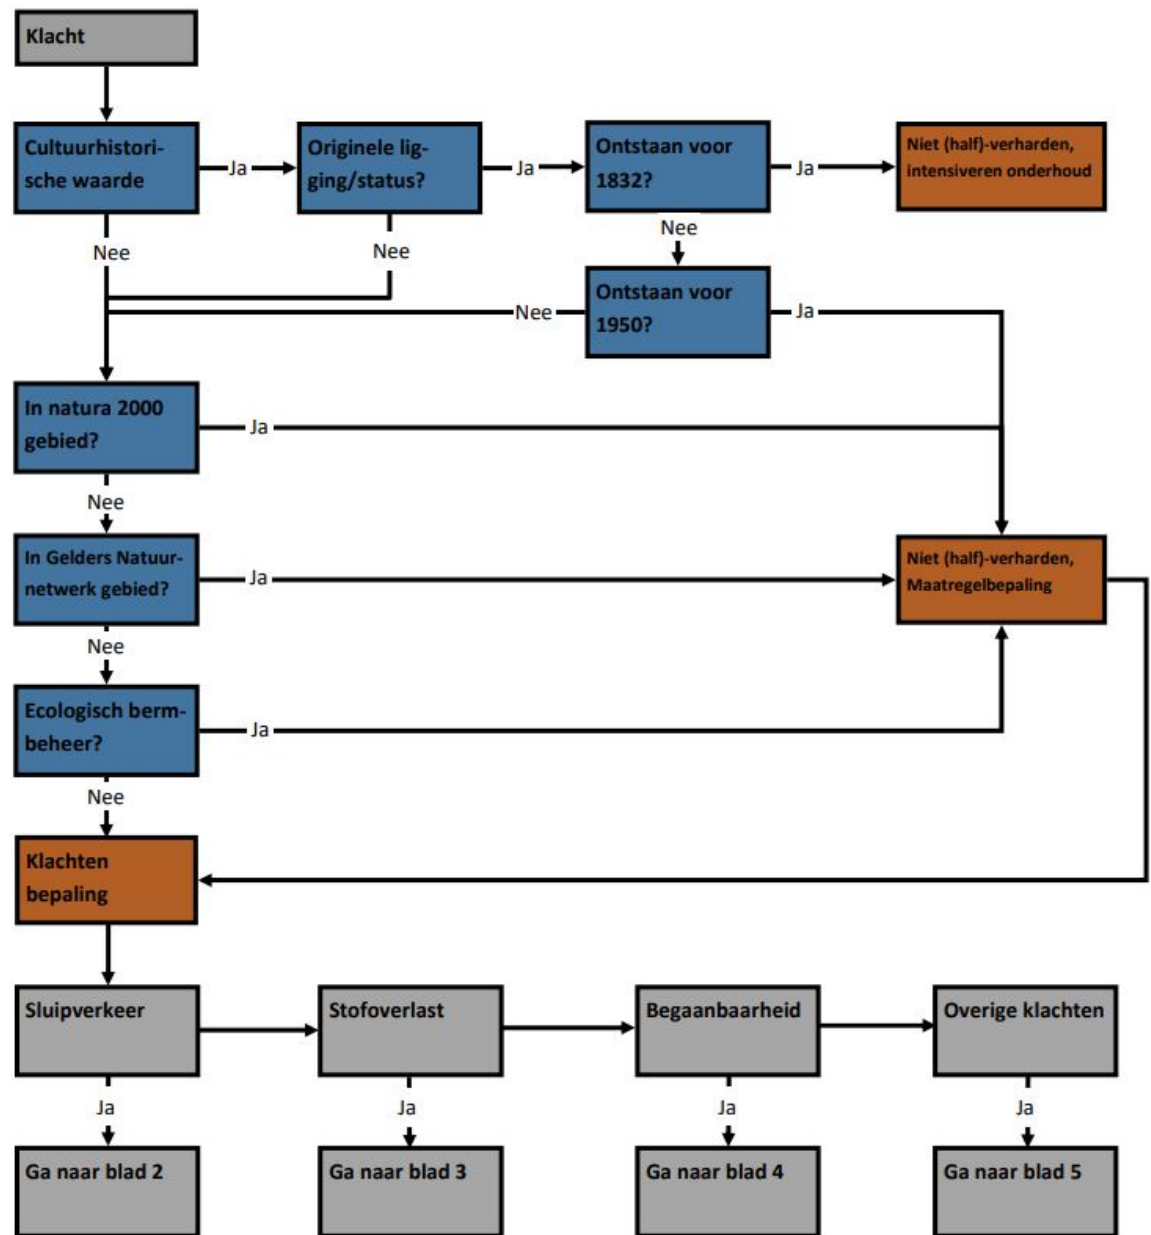 Klacht
Cultuurhistori-
sche waarde
Ja
Originele lig-
ging/status?
Ja
Ontstaan voor
1832?
Ja
Niet (half)-verharden,
intensiveren onderhoud
Nee
Nee
Nee
Ontstaan voor
1950?
Nee
Ja
In natura 2000
gebied?
Ja
Nee
In Gelders Natuur-
netwerk gebied?
Ja
Niet (half)-verharden,
Maatregelbepaling
Nee
Ecologisch berm-
beheer?
Ja
Nee
Klachten
bepaling
Sluipverkeer
Stofoverlast
Begaanbaarheid
Overige klachten
Ja
Ja
Ja
Ja
Ga naar blad 2
Ga naar blad 3
Ga naar blad 4
Ga naar blad 5